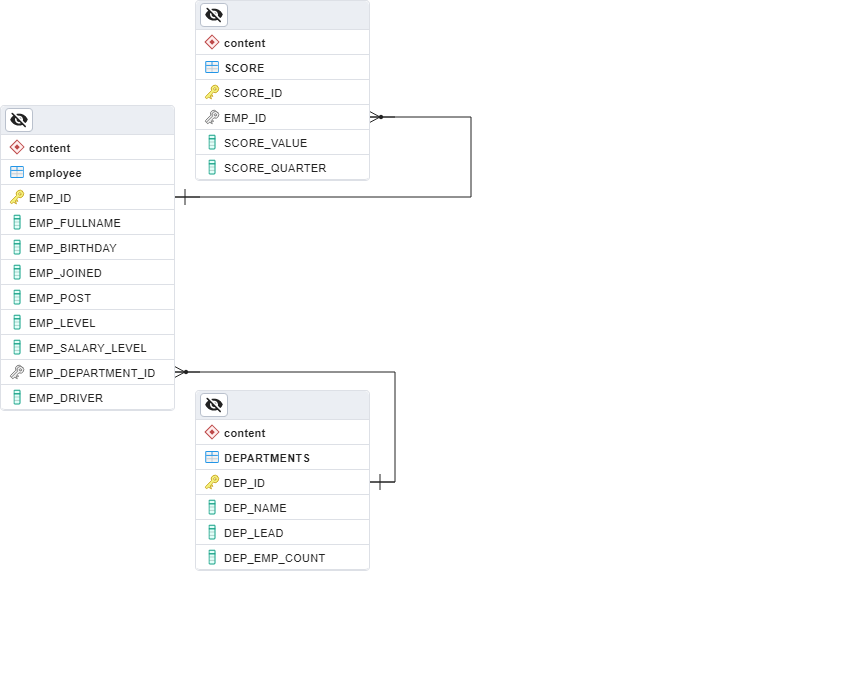 content
SCORE
SCORE_ID
EMP_ID
SCORE_VALUE
SCORE_QUARTER
content
employee
EMP_ID
EMP_FULLNAME
EMP_BIRTHDAY
EMP_JOINED
EMP_POST
EMP_LEVEL
EMP_SALARY_LEVEL
EMP_DEPARTMENT_ID
EMP_DRIVER
content
DEPARTMENTS
DEP_ID
DEP_NAME
DEP_LEAD
DEP_EMP_COUNT